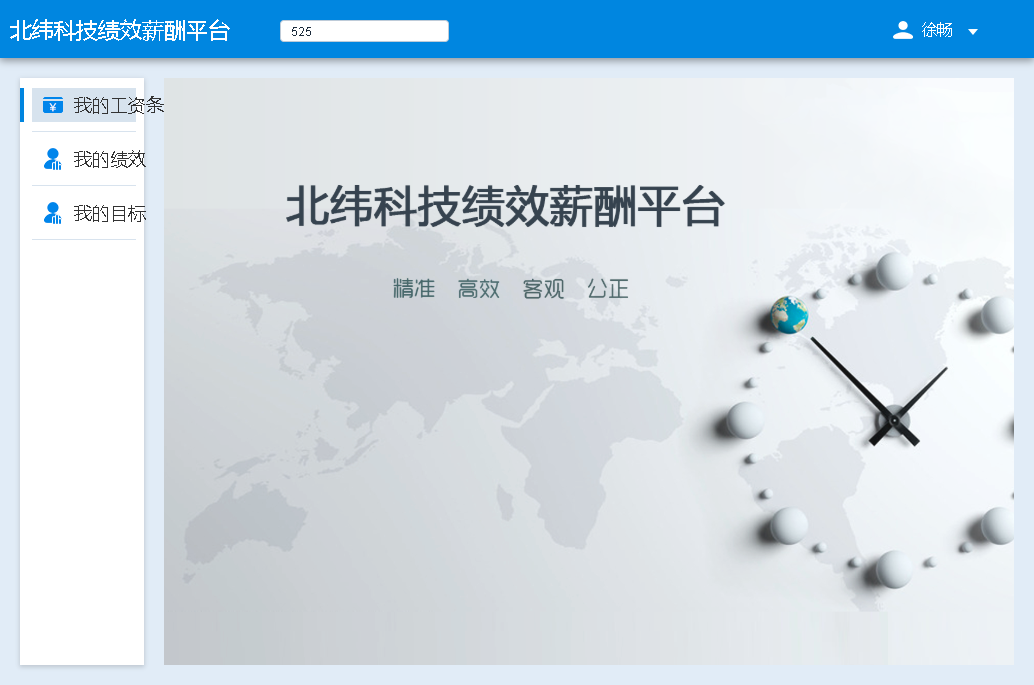 北纬科技绩效薪酬平台
525
徐畅
我的工资条
我的绩效
我的目标
北纬科技绩效薪酬平台
精准 高效 客观 公正